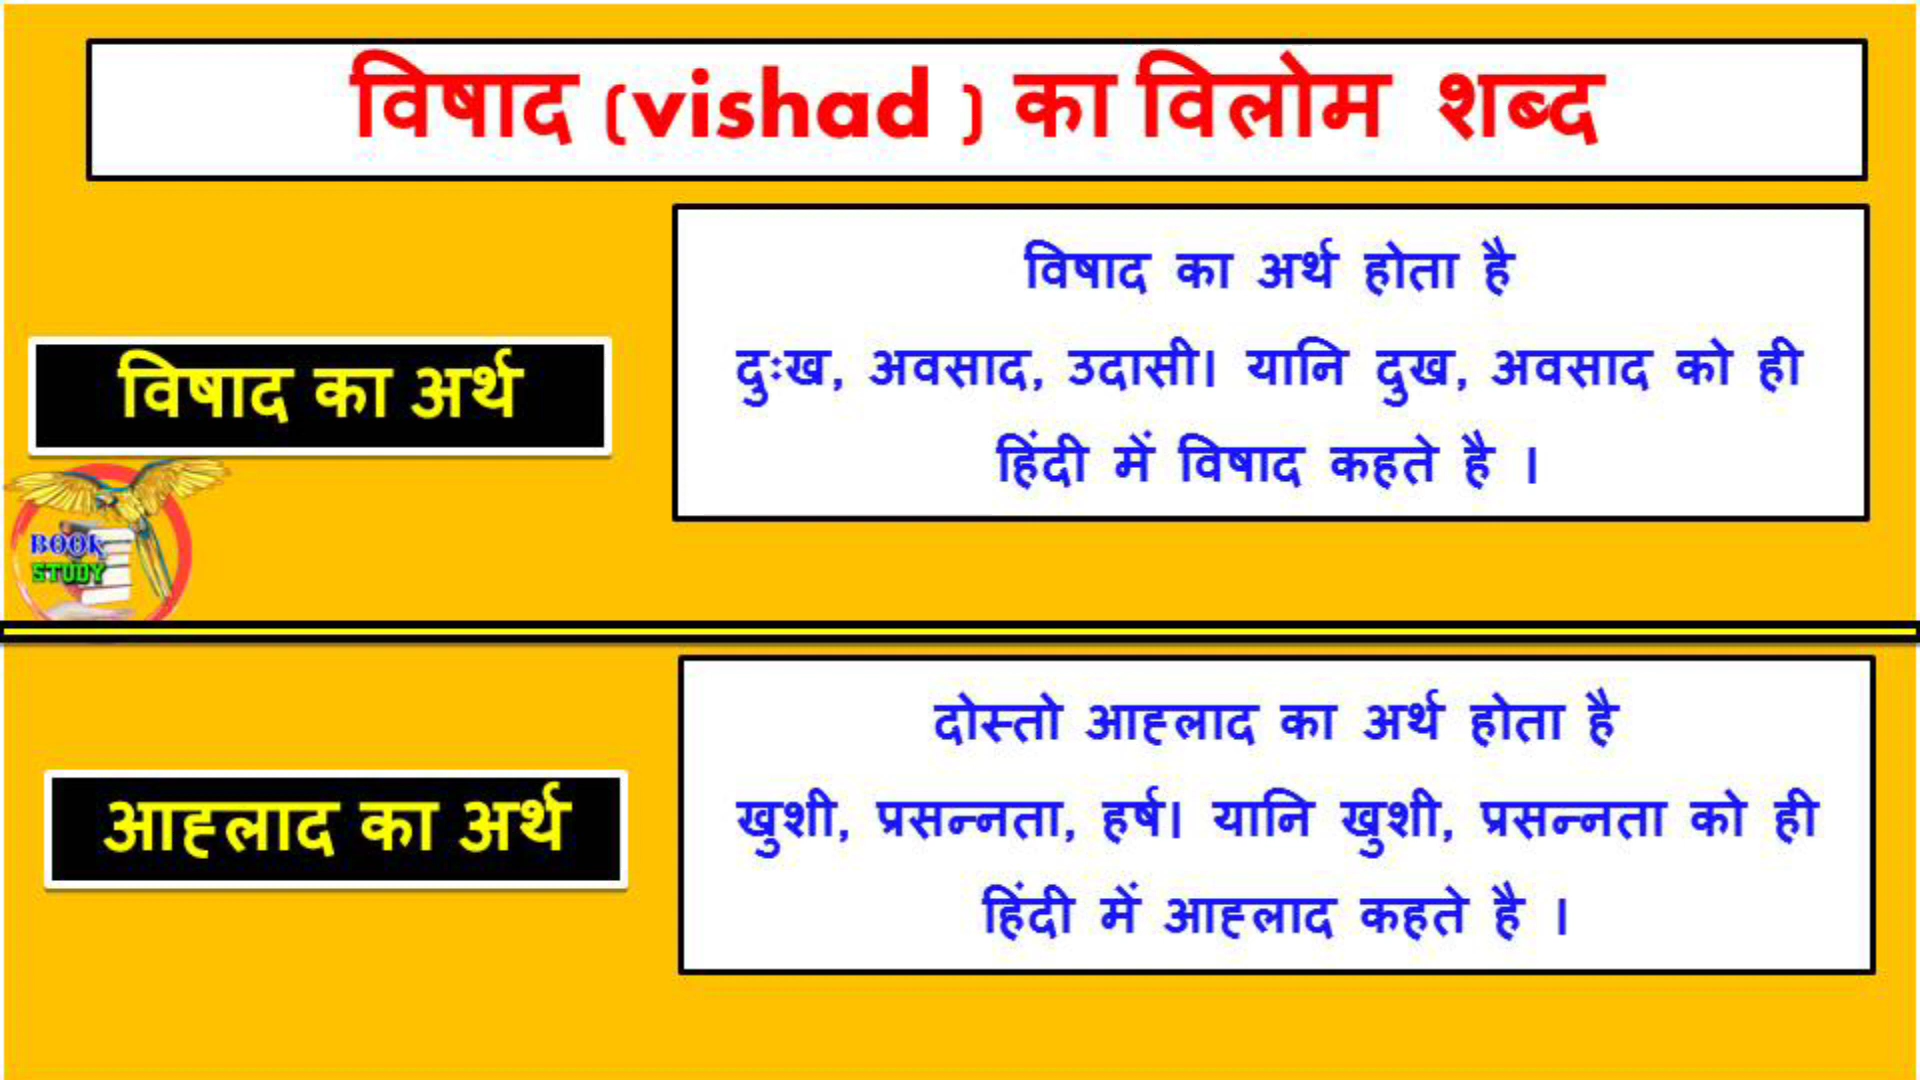 विषाद (vishad ) का विलोम शब्द
विषाद का अर्थ होता है
दुःख, अवसाद, उदासी। यानि दुख, अवसाद को ही
हिंदी में विषाद कहते है ।
विषाद का अर्थ
BOOK
STUDY
दोस्तो आह्लाद का अर्थ होता है
खुशी, प्रसन्नता, हर्ष। यानि खुशी, प्रसन्नता को ही
हिंदी में आह्लाद कहते है ।
आह्लाद का अर्थ